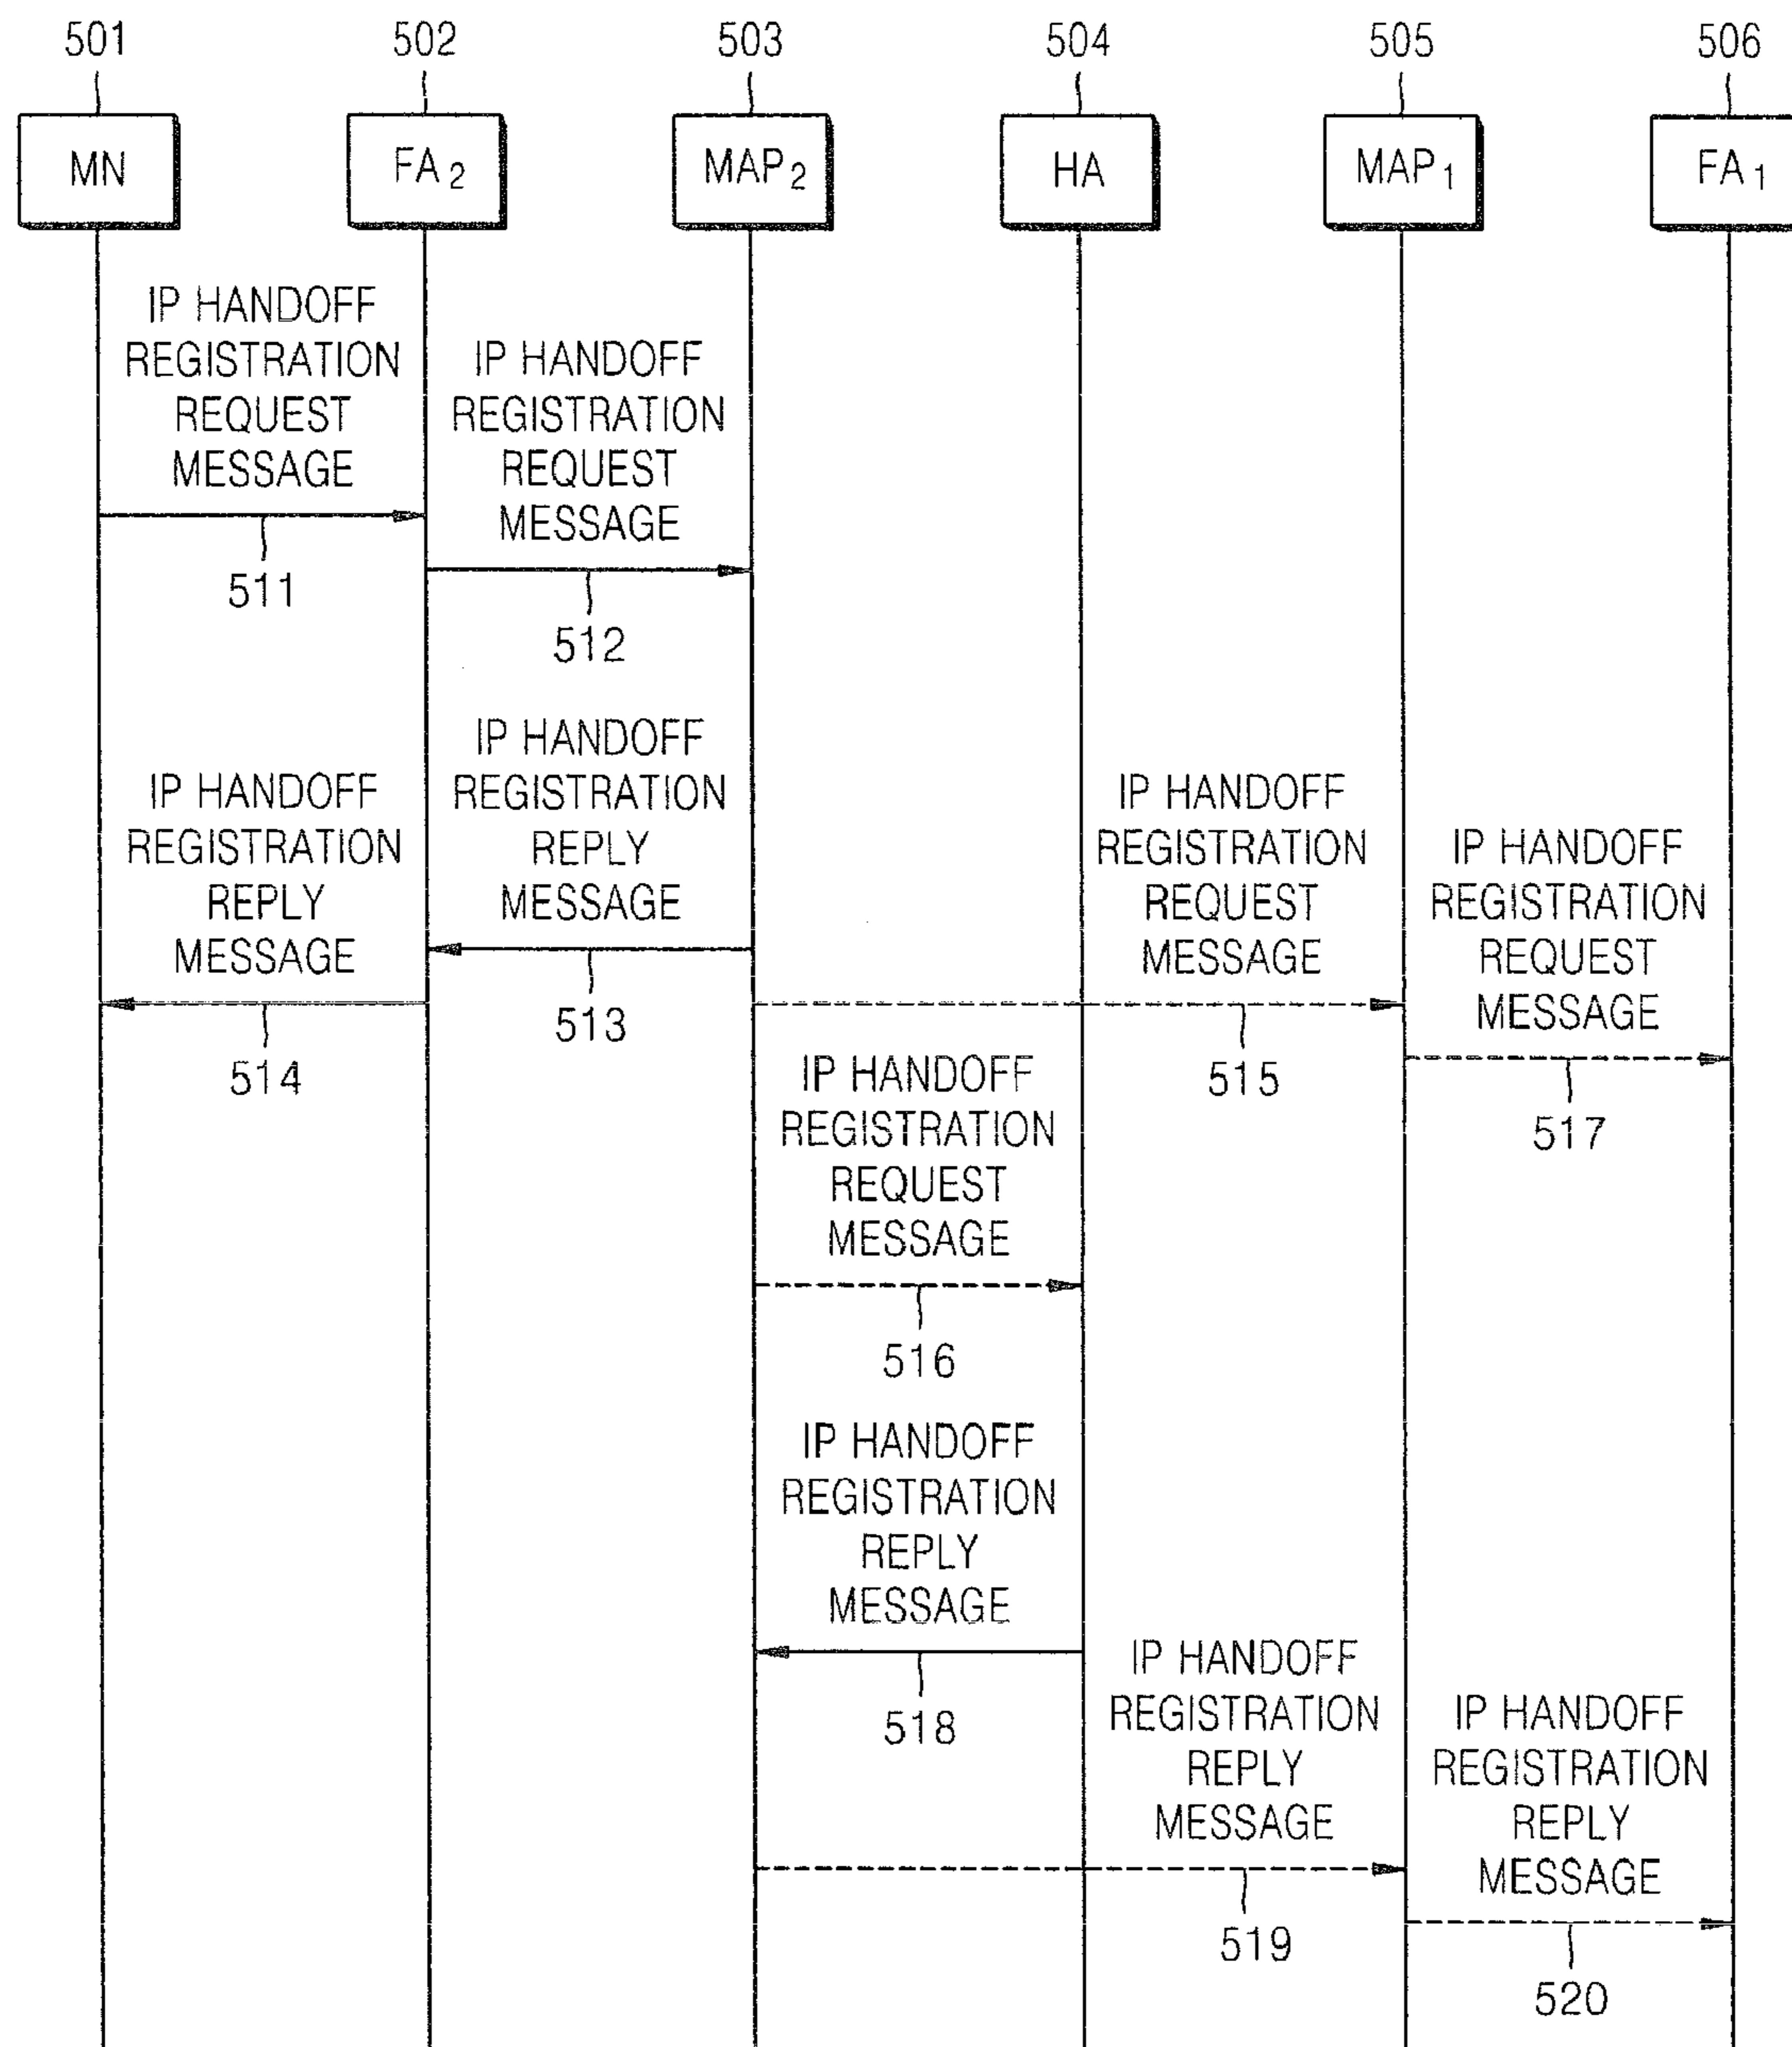 501
502
503
504
505
506
MN
FA2
MAP2
HA
MAP1
FA1
IP HANDOFF
REGISTRATION
REQUEST
MESSAGE
511
IP HANDOFF
REGISTRATION
REQUEST
MESSAGE
512
IP HANDOFF
REGISTRATION
REPLY
MESSAGE
513
IP HANDOFF
REGISTRATION
REPLY
MESSAGE
514
IP HANDOFF
REGISTRATION
REQUEST
MESSAGE
515
IP HANDOFF
REGISTRATION
REQUEST
MESSAGE
517
IP HANDOFF
REGISTRATION
REQUEST
MESSAGE
516
IP HANDOFF
REGISTRATION
REPLY
MESSAGE
518
IP HANDOFF
REGISTRATION
REPLY
MESSAGE
519
IP HANDOFF
REGISTRATION
REPLY
MESSAGE
520